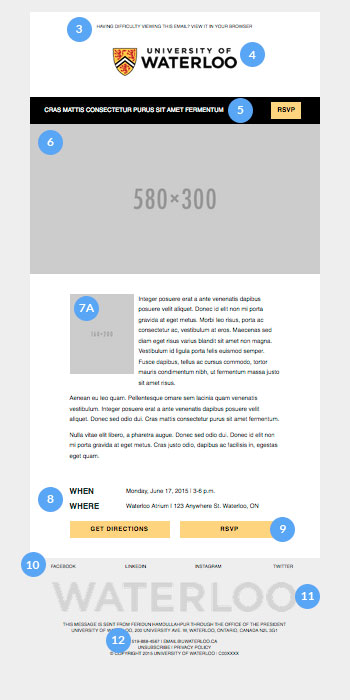 3
HAVING DIFFICULTY VIEWING THIS EMAIL? VIEW IT IN YOUR BROWSER
UNIVERSITY OF
WATERLOO
4
CRAS MATTIS CONSECTETUR PURUS SIT AMET FERMENTUM
5
RSVP
6
580×300
7A
160×200
Integer posuere erat a ante venenatis dapibus
posuere velit aliquet. Donec id elit non mi porta
gravida at eget metus. Morbi leo risus, porta ac
consectetur ac, vestibulum at eros. Maecenas sed
diam eget risus varius blandit sit amet non magna.
Vestibulum id ligula porta felis euismod semper.
Fusce dapibus, tellus ac cursus commodo, tortor
mauris condimentum nibh, ut fermentum massa justo
sit amet risus.
Aenean eu leo quam. Pellentesque ornare sem lacinia quam venenatis
vestibulum. Integer posuere erat a ante venenatis dapibus posuere velit
aliquet. Donec sed odio dui. Cras mattis consectetur purus sit amet fermentum.
Nulla vitae elit libero, a pharetra augue. Donec sed odio dui. Donec id elit non
mi porta gravida at eget metus. Cras justo odio, dapibus ac facilisis in, egestas
eget quam.
8
WHEN
Monday, June 17, 2015 | 3-6 p.m.
WHERE
Waterloo Atrium | 123 Anywhere St. Waterloo, ON
GET DIRECTIONS
RSVP
9
10
FACEBOOK
LINKEDIN
INSTAGRAM
TWITTER
WATERLOO
11
THIS MESSAGE IS SENT FROM FERIDUN HAMDULLAHPUR THROUGH THE OFFICE OF THE PRESIDENT
UNIVERSITY OF WATERLOO, 200 UNIVERSITY AVE. W, WATERLOO, ONTARIO, CANADA N2L 3G1
12
519-888-4567 | EMAIL@UWATERLOO.CA
UNSUBSCRIBE | PRIVACY POLICY
© COPYRIGHT 2015 UNIVERSITY OF WATERLOO : C00XXXX